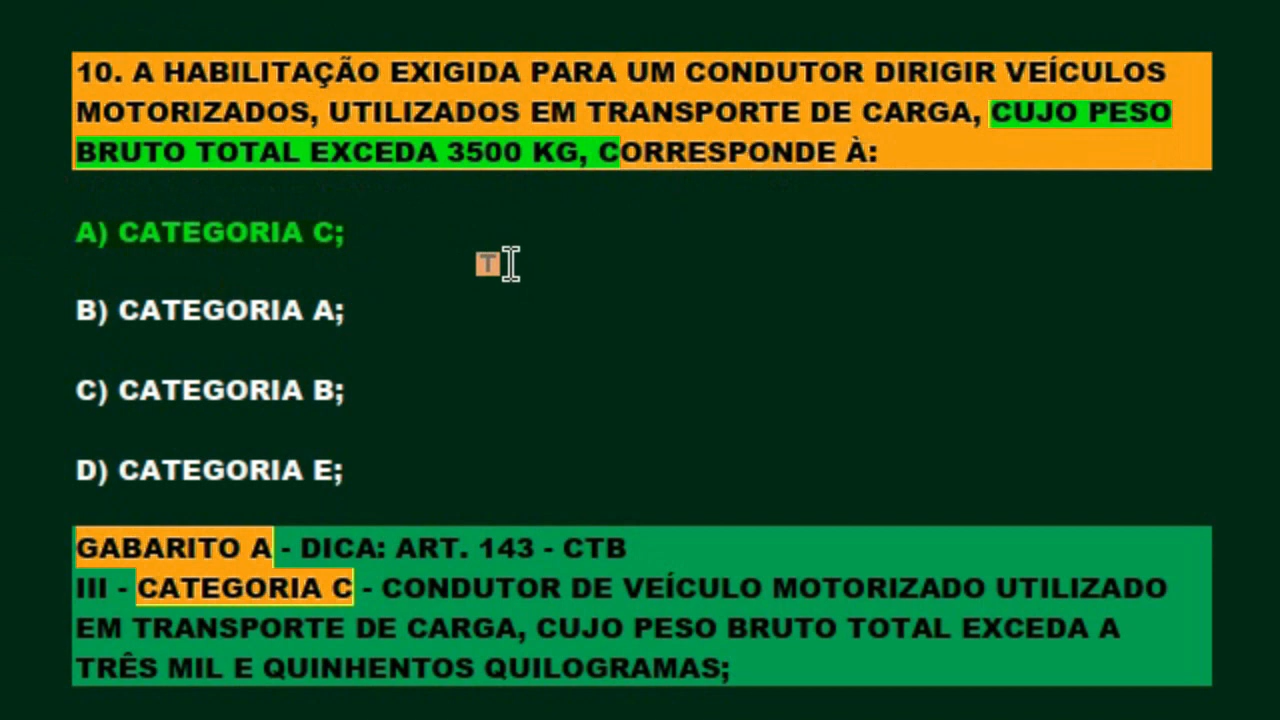 10. A HABILITAÇÃO EXIGIDA PARA UM CONDUTOR DIRIGIR VEÍCULOS
MOTORIZADOS, UTILIZADOS EM TRANSPORTE DE CARGA, CUJO PESO
BRUTO TOTAL EXCEDA 3500 KG, CORRESPONDE À:
A) CATEGORIA C;
T
B) CATEGORIA A;
C) CATEGORIA B;
D) CATEGORIA E;
GABARITO A - DICA: ART. 143 - CTB
III - CATEGORIA C - CONDUTOR DE VEÍCULO MOTORIZADO UTILIZADO
EM TRANSPORTE DE CARGA, CUJO PESO BRUTO TOTAL EXCEDA A
TRÊS MIL E QUINHENTOS QUILOGRAMAS;